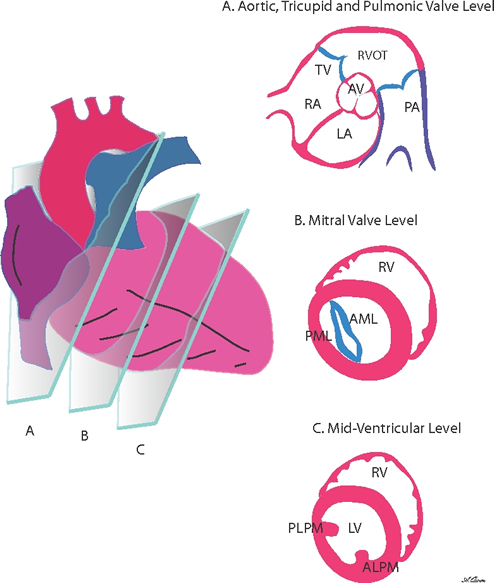 A. Aortic, Tricupid and Pulmonic Valve Level
RVOT
TV
AV
RA
PA
LA
B. Mitral Valve Level
RV
AML
PML
A
B
C
C. Mid-Ventricular Level
RV
PLPM
LV
ALPM